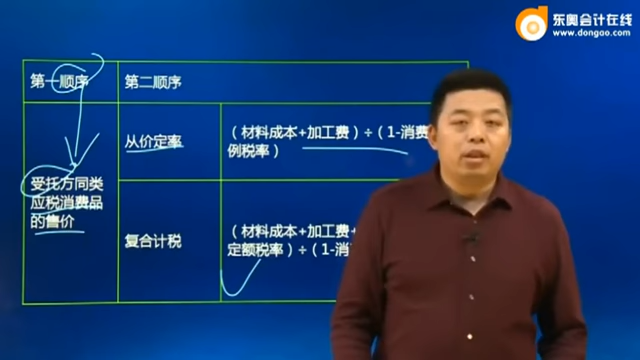 东奥会计在线
www.dongao.com
第一顺序
第二顺序
从价定率
（材料成本+加工费）÷（1-消费
例税率）
受托方同类
应税消费品
的售价
复合计税
（材料成本+加工费+
定额税率）÷（1-消